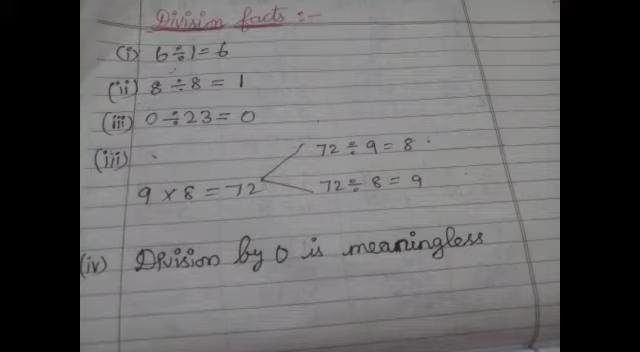 Division facts :-
(i) 6÷1=6
(ii) 8÷8 = 1
(iii) 0÷23=0
(iii)
72÷9=8
9×8=72
72÷8=9
(iv) Division by 0 is meaningless